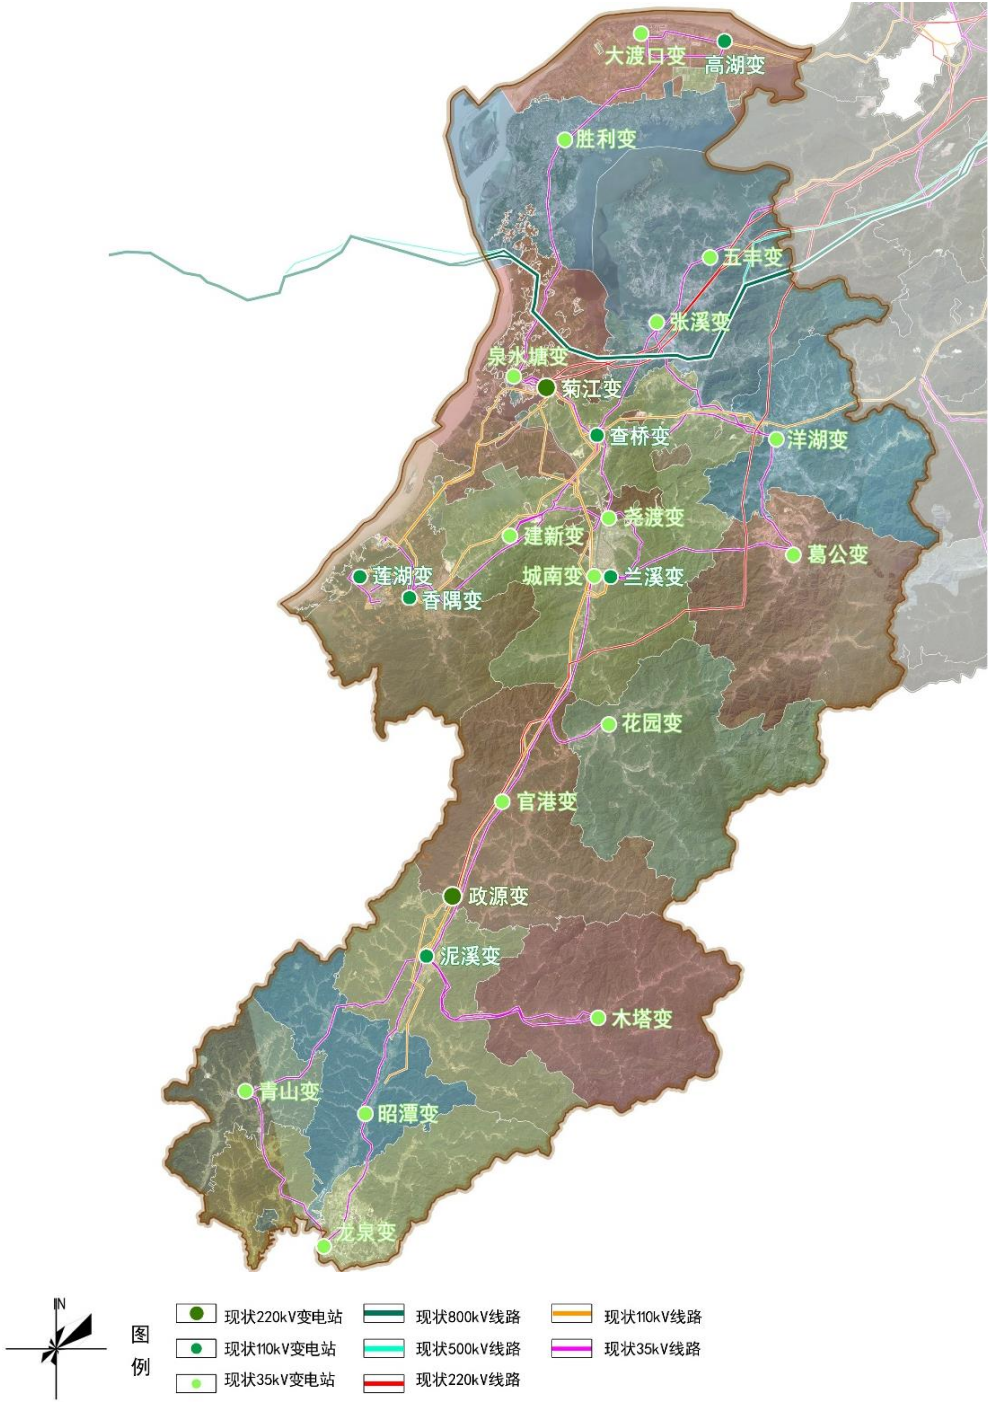 大渡口变
高湖变
胜利变
五丰变
张溪变
泉水塘变
菊江变
查桥变
洋湖变
尧渡变
建新变
葛公变
城南变
兰溪变
莲湖变
香隅变
花园变
官港变
政源变
泥溪变
木塔变
青山变
昭潭变
龙泉变
N
图例
现状220kV变电站
现状800kV线路
现状110kV线路
现状110kV变电站
现状500kV线路
现状35kV线路
现状35kV变电站
现状220kV线路